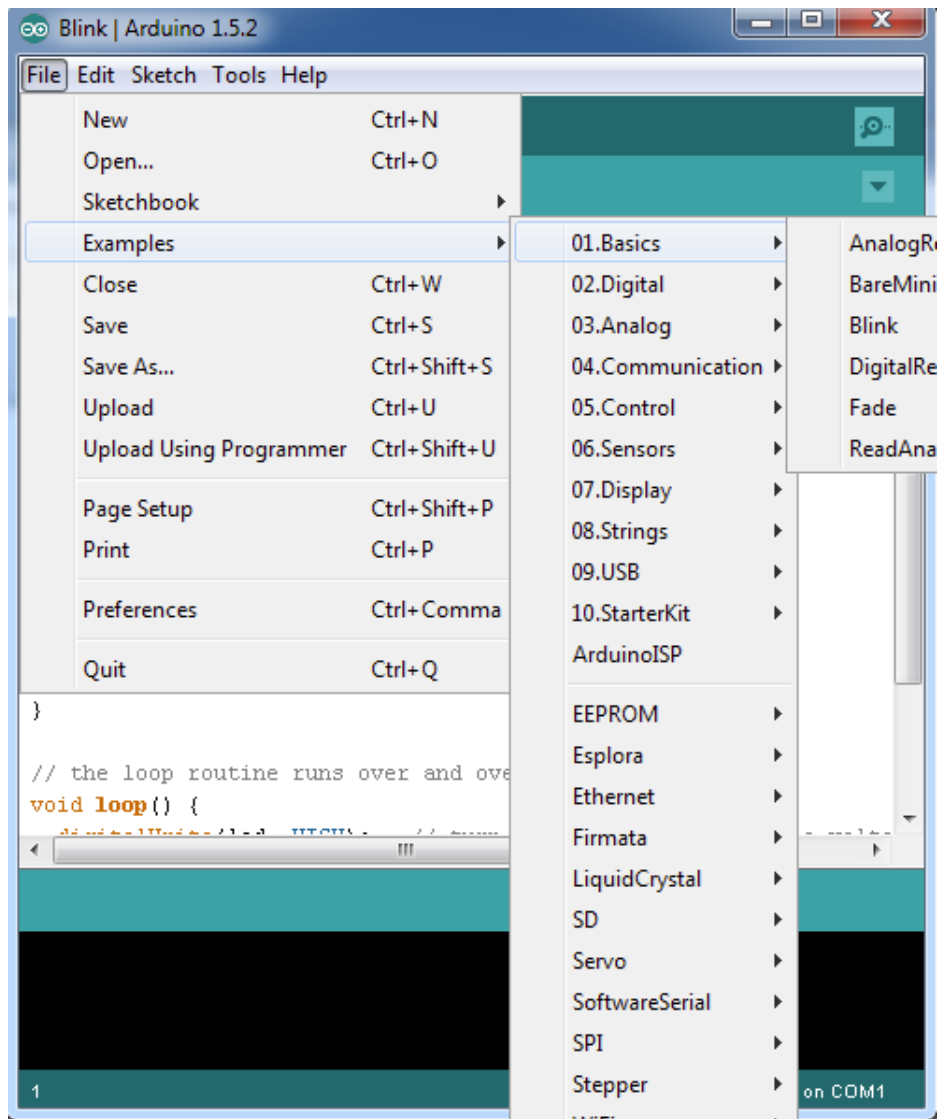 Blink | Arduino 1.5.2
File Edit Sketch Tools Help
New Ctrl+N
Open... Ctrl+O
Sketchbook
Examples
Close Ctrl+W
Save Ctrl+S
Save As... Ctrl+Shift+S
Upload Ctrl+U
Upload Using Programmer Ctrl+Shift+U
Page Setup Ctrl+Shift+P
Print Ctrl+P
Preferences Ctrl+Comma
Quit Ctrl+Q
01.Basics
02.Digital
03.Analog
04.Communication
05.Control
06.Sensors
07.Display
08.Strings
09.USB
10.StarterKit
ArduinoISP
EEPROM
Esplora
Ethernet
Firmata
LiquidCrystal
SD
Servo
SoftwareSerial
SPI
Stepper
AnalogRe
BareMini
Blink
DigitalRe
Fade
ReadAna
}
// the loop routine runs over and ove
void loop() {
1
on COM1